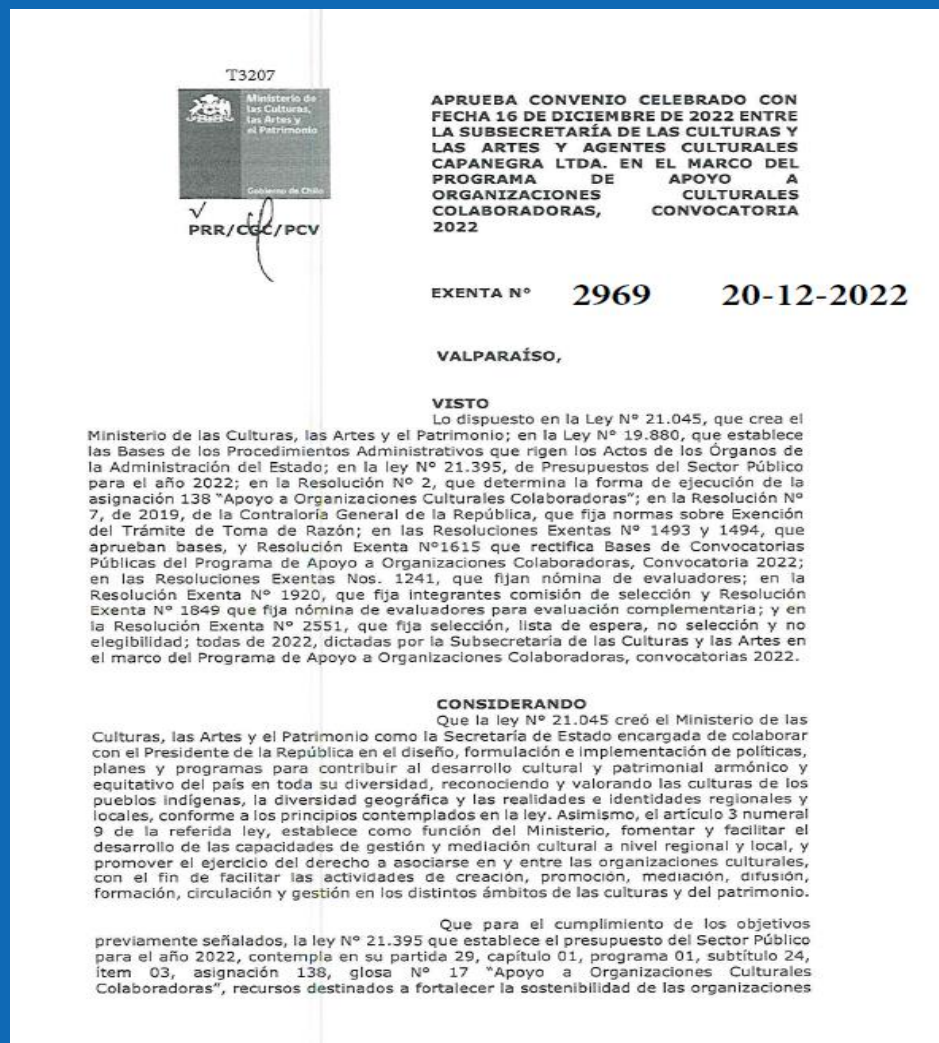 T3207
Ministerio de
las Culturas,
las Artes y
el Patrimonio
Gobierno de Chile
PRR/CGC/PCV
APRUEBA CONVENIO CELEBRADO CON
FECHA 16 DE DICIEMBRE DE 2022 ENTRE
LA SUBSECRETARÍA DE LAS CULTURAS Y
LAS ARTES Y AGENTES CULTURALES
CAPANEGRA LTDA. EN EL MARCO DEL
PROGRAMA DE APOYO A
ORGANIZACIONES CULTURALES
COLABORADORAS, CONVOCATORIA
2022
EXENTA Nº 2969 20-12-2022
VALPARAÍSO,
VISTO
Lo dispuesto en la Ley Nº 21.045, que crea el
Ministerio de las Culturas, las Artes y el Patrimonio; en la Ley Nº 19.880, que establece
las Bases de los Procedimientos Administrativos que rigen los Actos de los Órganos de
la Administración del Estado; en la ley Nº 21.395, de Presupuestos del Sector Público
para el año 2022; en la Resolución Nº 2, que determina la forma de ejecución de la
asignación 138 "Apoyo a Organizaciones Culturales Colaboradoras"; en la Resolución Nº
7, de 2019, de la Contraloría General de la República, que fija normas sobre Exención
del Trámite de Toma de Razón; en las Resoluciones Exentas Nº 1493 y 1494, que
aprueban bases, y Resolución Exenta Nº1615 que rectifica Bases de Convocatorias
Públicas del Programa de Apoyo a Organizaciones Colaboradoras, Convocatoria 2022;
en las Resoluciones Exentas Nos. 1241, que fijan nómina de evaluadores; en la
Resolución Exenta Nº 1920, que fija integrantes comisión de selección y Resolución
Exenta Nº 1849 que fija nómina de evaluadores para evaluación complementaria; y en
la Resolución Exenta Nº 2551, que fija selección, lista de espera, no selección y no
elegibilidad; todas de 2022, dictadas por la Subsecretaría de las Culturas y las Artes en
el marco del Programa de Apoyo a Organizaciones Colaboradoras, convocatorias 2022.
CONSIDERANDO
Que la ley Nº 21.045 creó el Ministerio de las
Culturas, las Artes y el Patrimonio como la Secretaría de Estado encargada de colaborar
con el Presidente de la República en el diseño, formulación e implementación de políticas,
planes y programas para contribuir al desarrollo cultural y patrimonial armónico y
equitativo del país en toda su diversidad, reconociendo y valorando las culturas de los
pueblos indígenas, la diversidad geográfica y las realidades e identidades regionales y
locales, conforme a los principios contemplados en la ley. Asimismo, el artículo 3 numeral
9 de la referida ley, establece como función del Ministerio, fomentar y facilitar el
desarrollo de las capacidades de gestión y mediación cultural a nivel regional y local, y
promover el ejercicio del derecho a asociarse en y entre las organizaciones culturales,
con el fin de facilitar las actividades de creación, promoción, mediación, difusión,
formación, circulación y gestión en los distintos ámbitos de las culturas y del patrimonio.
Que para el cumplimiento de los objetivos
previamente señalados, la ley Nº 21.395 que establece el presupuesto del Sector Público
para el año 2022, contempla en su partida 29, capítulo 01, programa 01, subtítulo 24,
ítem 03, asignación 138, glosa Nº 17 "Apoyo a Organizaciones Culturales
Colaboradoras", recursos destinados a fortalecer la sostenibilidad de las organizaciones